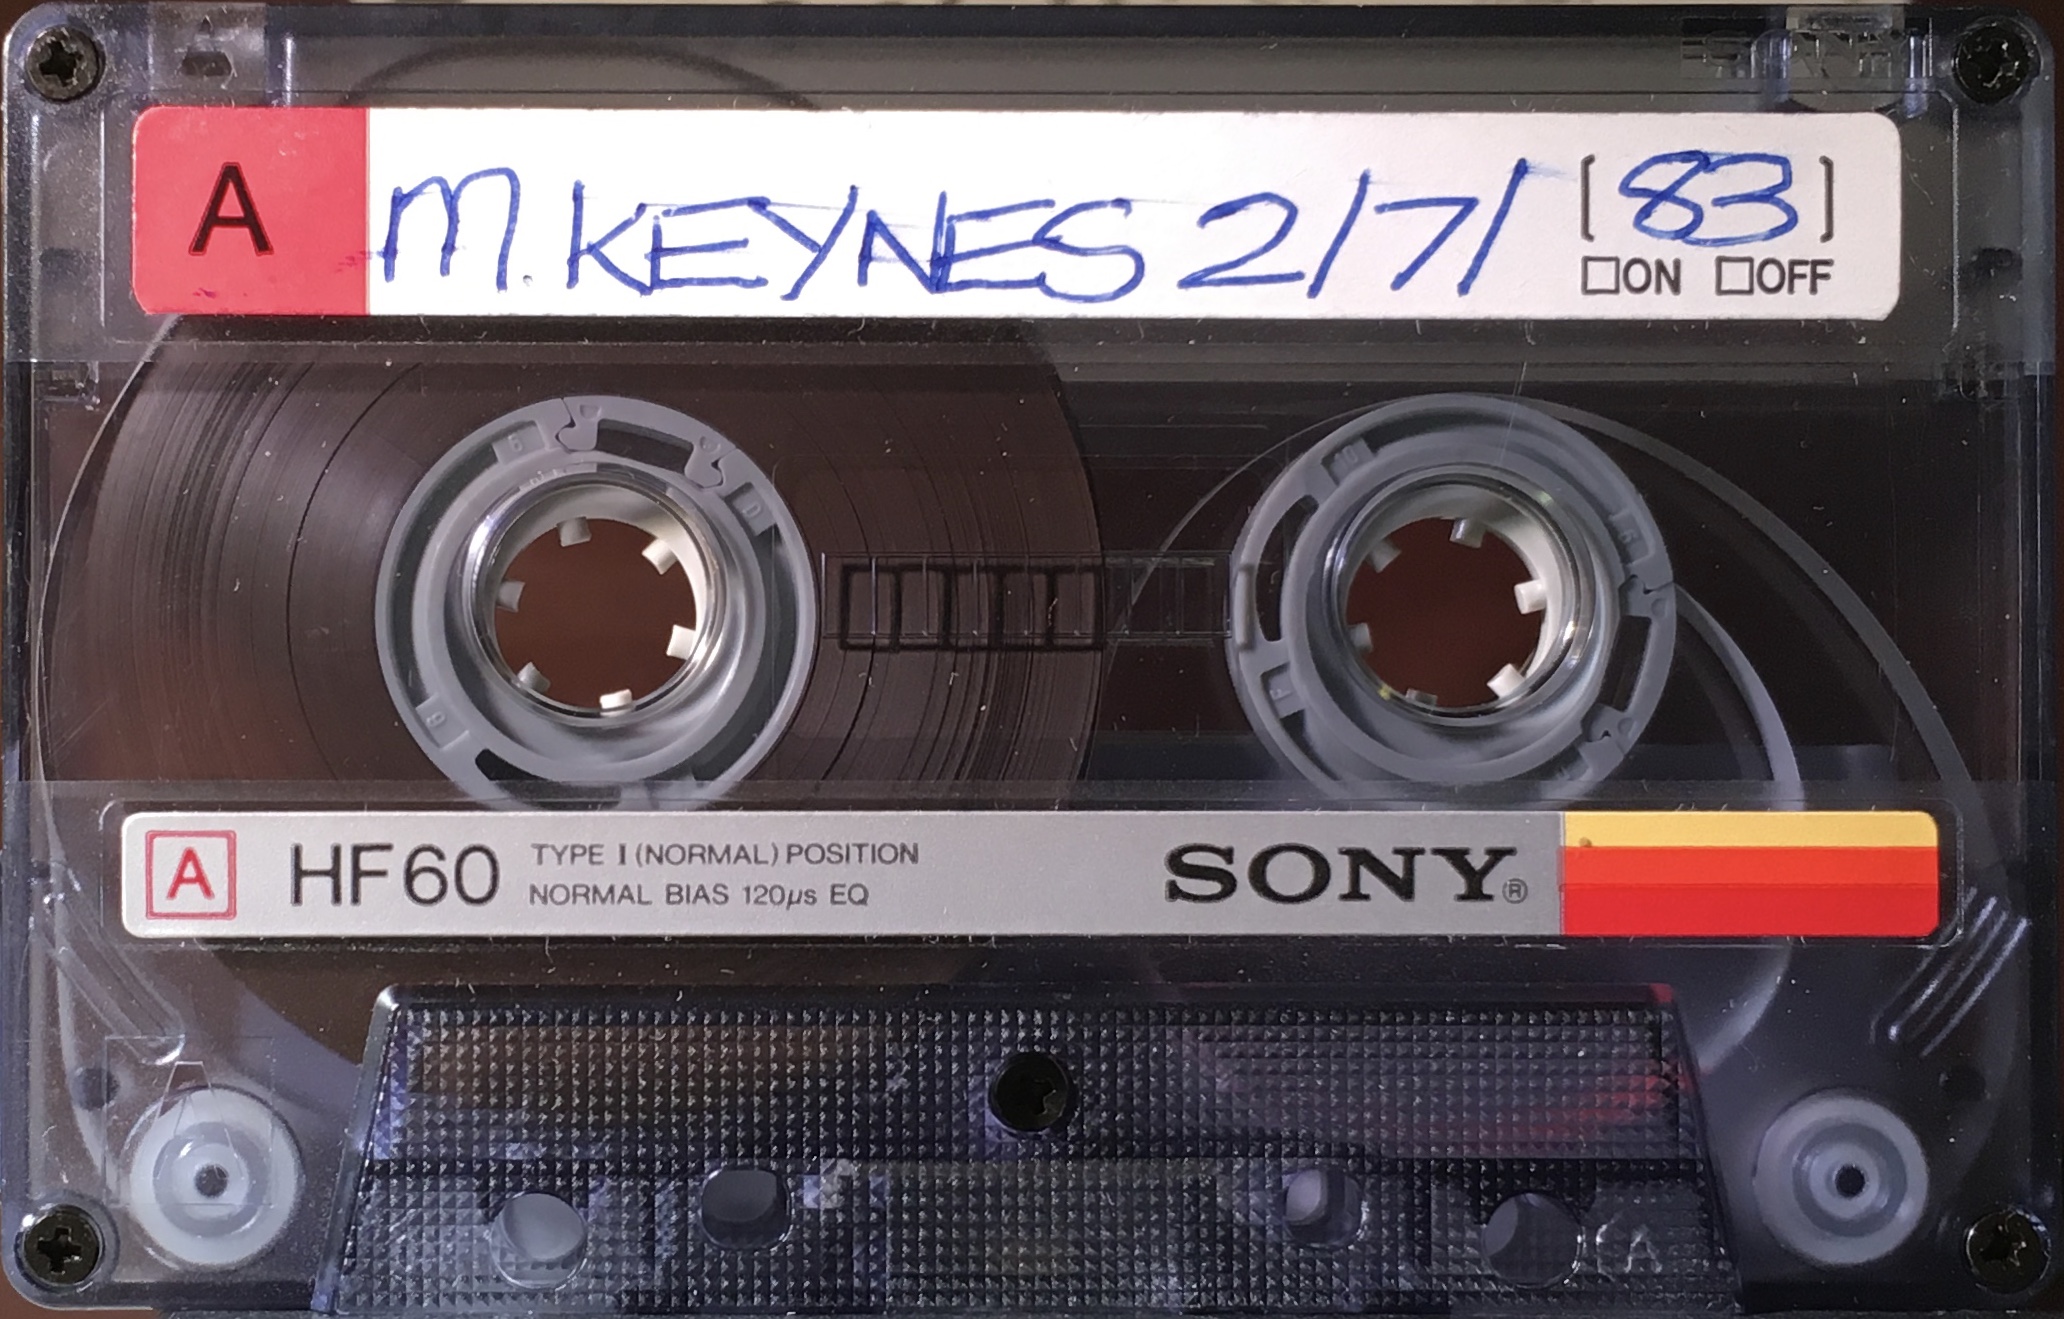 A M. KEYNES 2/7/ [83]
□ON □OFF
A HF60 TYPE I (NORMAL) POSITION SONY®
NORMAL BIAS 120µs EQ